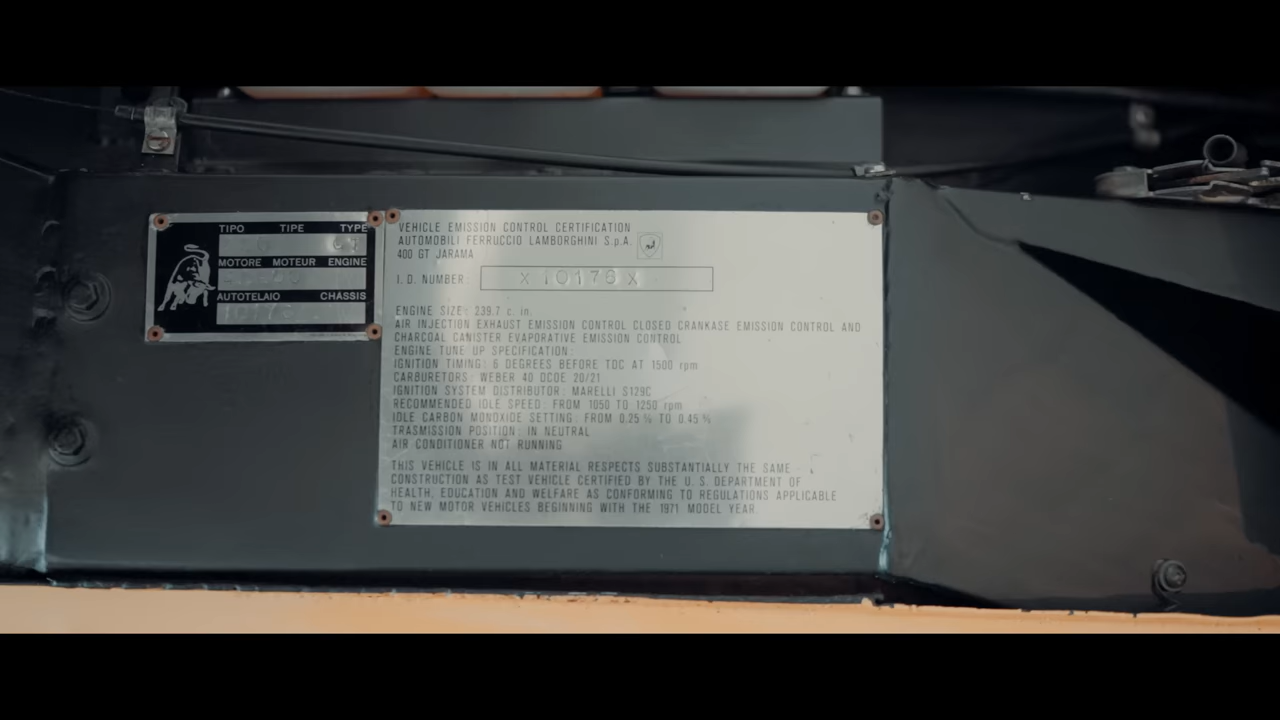 TIPO TIPE TYPE
MOTORE MOTEUR ENGINE
AUTOTELAIO CHÂSSIS
VEHICLE EMISSION CONTROL CERTIFICATION
AUTOMOBILI FERRUCCIO LAMBORGHINI S.p.A.
400 GT JARAMA
I. D. NUMBER: x 10176 x
ENGINE SIZE: 239.7 c. in.
AIR INJECTION EXHAUST EMISSION CONTROL CLOSED CRANKASE EMISSION CONTROL AND
CHARCOAL CANISTER EVAPORATIVE EMISSION CONTROL
ENGINE TUNE UP SPECIFICATION:
IGNITION TIMING: 6 DEGREES BEFORE TDC AT 1500 rpm
CARBURETORS: WEBER 40 DCOE 20/21
IGNITION SYSTEM DISTRIBUTOR: MARELLI S129C
RECOMMENDED IDLE SPEED: FROM 1050 TO 1250 rpm
IDLE CARBON MONOXIDE SETTING: FROM 0.25 % TO 0.45 %
TRASMISSION POSITION: IN NEUTRAL
AIR CONDITIONER NOT RUNNING
THIS VEHICLE IS IN ALL MATERIAL RESPECTS SUBSTANTIALLY THE SAME
CONSTRUCTION AS TEST VEHICLE CERTIFIED BY THE U. S. DEPARTMENT OF
HEALTH, EDUCATION AND WELFARE AS CONFORMING TO REGULATIONS APPLICABLE
TO NEW MOTOR VEHICLES BEGINNING WITH THE 1971 MODEL YEAR.